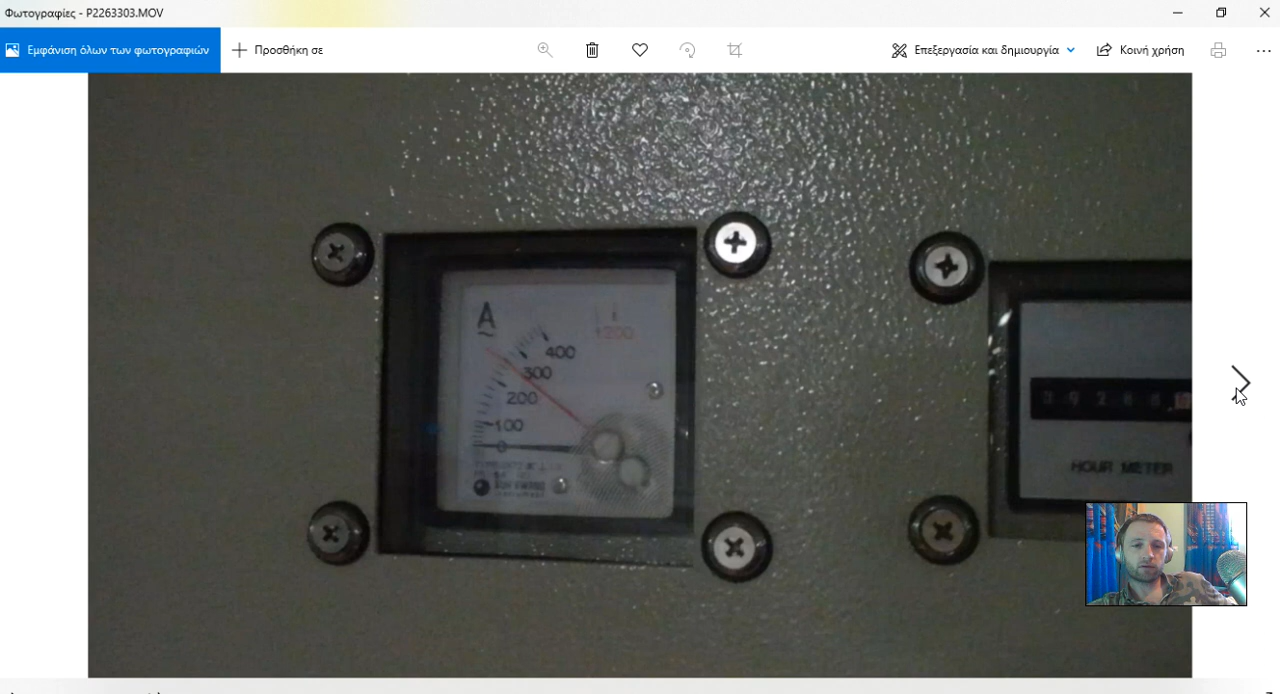 Φωτογραφίες - P2263303.MOV
Εμφάνιση όλων των φωτογραφιών
Προσθήκη σε
Επεξεργασία και δημιουργία
Κοινή χρήση
A
400
300
200
100
0
1200
HOUR METER